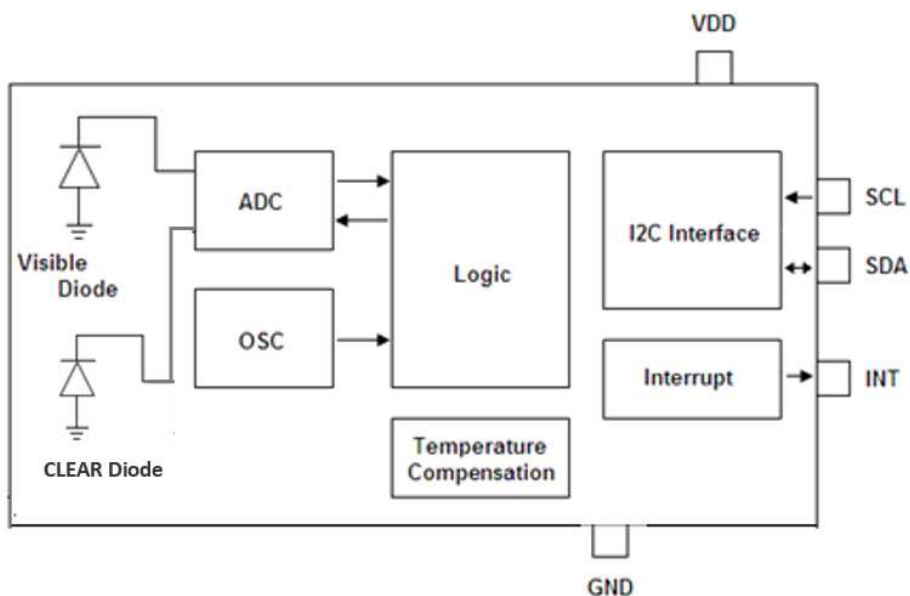 VDD
ADC
SCL
I2C Interface
Visible
Diode
SDA
Logic
OSC
Interrupt
INT
Temperature
Compensation
CLEAR Diode
GND